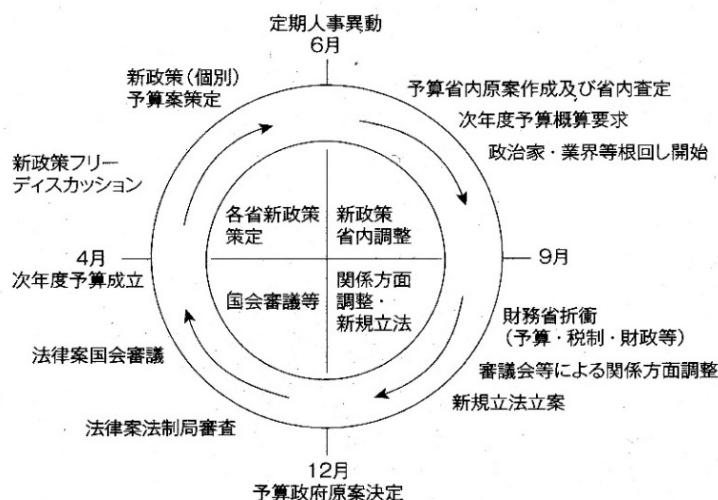 定期人事異動
6月
新政策(個別)
予算案策定
予算省内原案作成及び省内査定
次年度予算概算要求
政治家・業界等根回し開始
新政策フリー
ディスカッション
各省新政策
策定
新政策
省内調整
4月
次年度予算成立
9月
国会審議等
関係方面
調整・
新規立法
財務省折衝
(予算・税制・財政等)
審議会等による関係方面調整
新規立法立案
法律案国会審議
法律案法制局審査
12月
予算政府原案決定